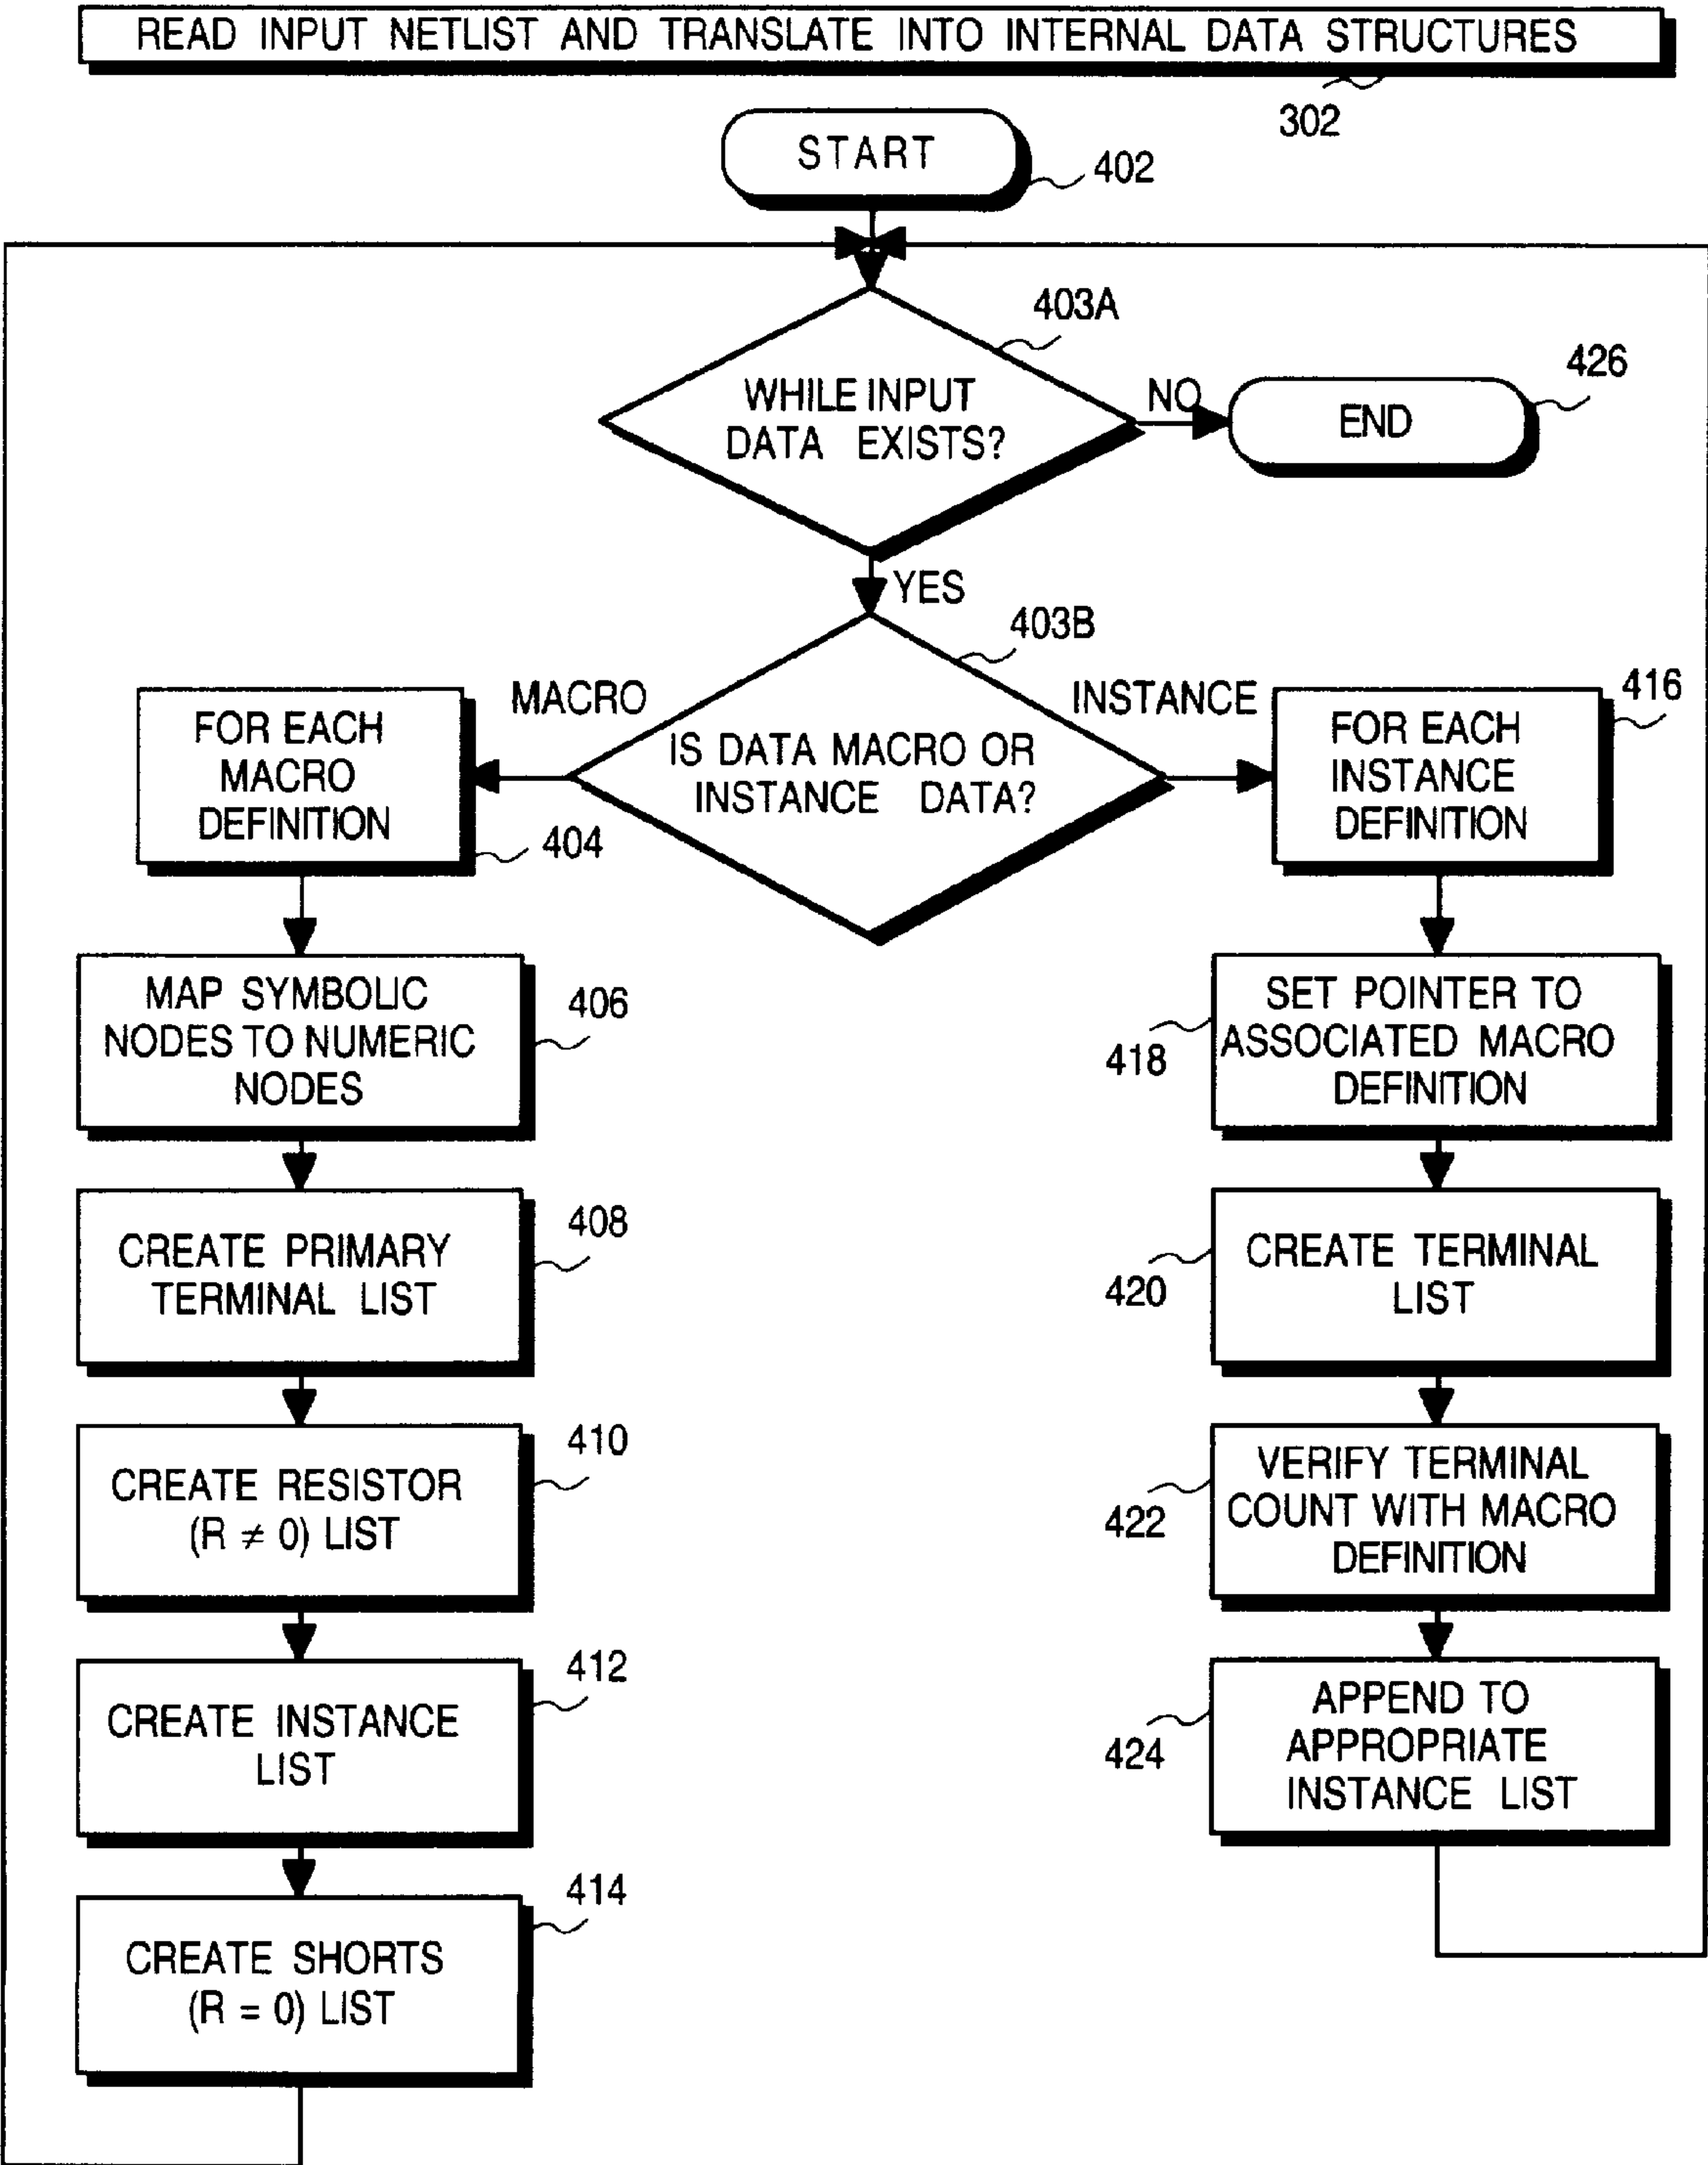 READ INPUT NETLIST AND TRANSLATE INTO INTERNAL DATA STRUCTURES
302
START
402
403A
WHILE INPUT
DATA EXISTS?
NO
END
426
YES
403B
IS DATA MACRO OR
INSTANCE DATA?
MACRO
INSTANCE
FOR EACH
MACRO
DEFINITION
404
MAP SYMBOLIC
NODES TO NUMERIC
NODES
406
CREATE PRIMARY
TERMINAL LIST
408
CREATE RESISTOR
(R ≠ 0) LIST
410
CREATE INSTANCE
LIST
412
CREATE SHORTS
(R = 0) LIST
414
FOR EACH
INSTANCE
DEFINITION
416
SET POINTER TO
ASSOCIATED MACRO
DEFINITION
418
CREATE TERMINAL
LIST
420
VERIFY TERMINAL
COUNT WITH MACRO
DEFINITION
422
APPEND TO
APPROPRIATE
INSTANCE LIST
424